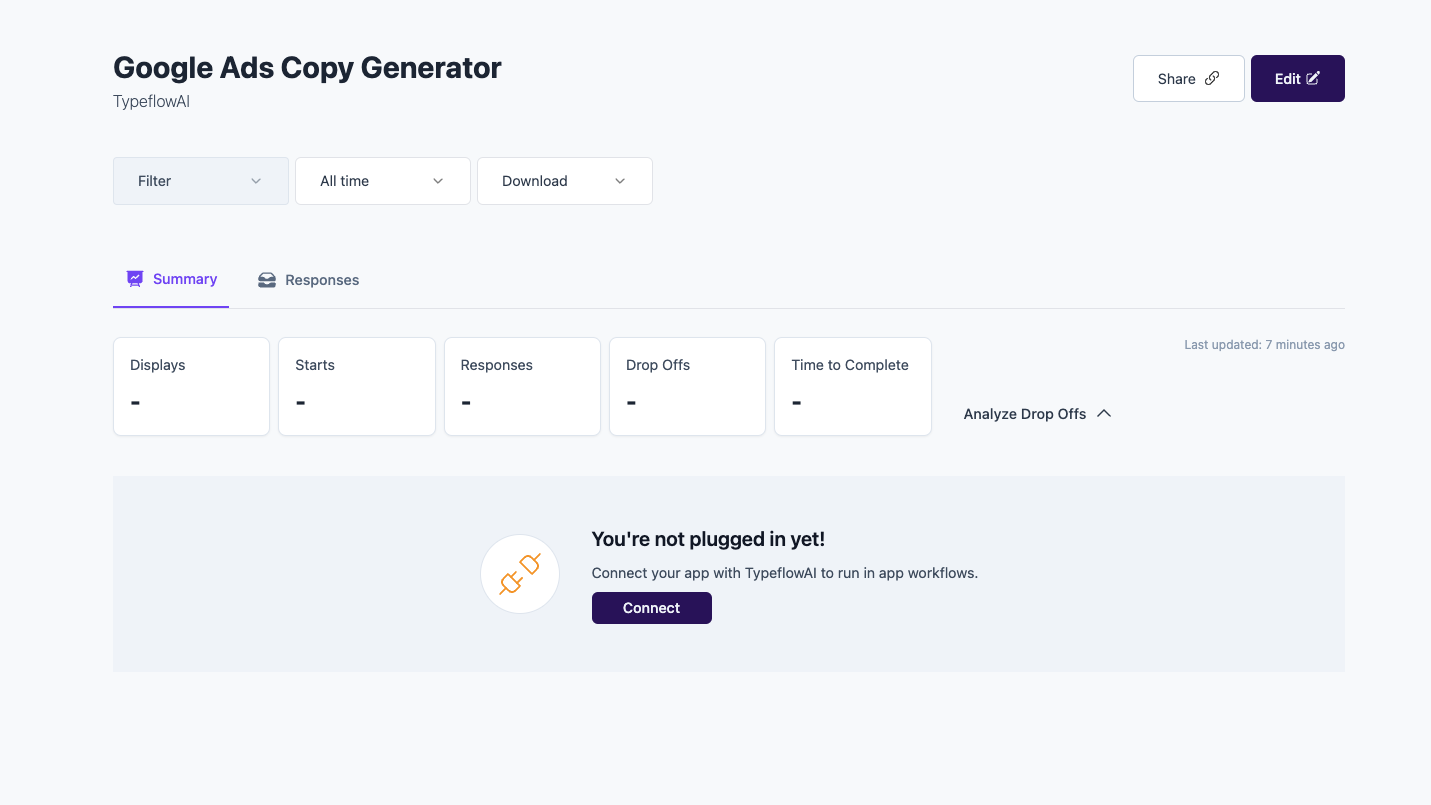 Google Ads Copy Generator
TypeflowAI
Share
Edit
Filter
All time
Download
Summary
Responses
Last updated: 7 minutes ago
Displays
-
Starts
-
Responses
-
Drop Offs
-
Time to Complete
-
Analyze Drop Offs
You're not plugged in yet!
Connect your app with TypeflowAI to run in app workflows.
Connect